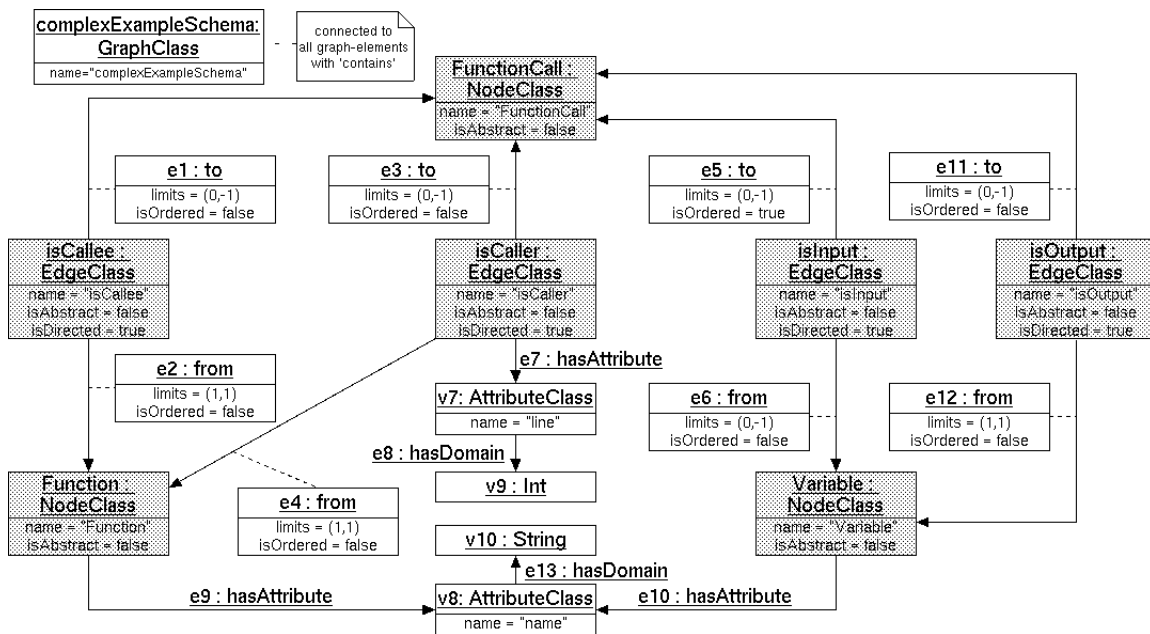 complexExampleSchema:
GraphClass
name="complexExampleSchema"
connected to
all graph-elements
with 'contains'
FunctionCall :
NodeClass
name = "FunctionCall"
isAbstract = false
e1 : to
limits = (0,-1)
isOrdered = false
e3 : to
limits = (0,-1)
isOrdered = false
e5 : to
limits = (0,-1)
isOrdered = true
e11 : to
limits = (0,-1)
isOrdered = false
isCallee :
EdgeClass
name = "isCallee"
isAbstract = false
isDirected = true
isCaller :
EdgeClass
name = "isCaller"
isAbstract = false
isDirected = true
isInput :
EdgeClass
name = "isInput"
isAbstract = false
isDirected = true
isOutput :
EdgeClass
name = "isOutput"
isAbstract = false
isDirected = true
e2 : from
limits = (1,1)
isOrdered = false
e7 : hasAttribute
v7: AttributeClass
name = "line"
e6 : from
limits = (0,-1)
isOrdered = false
e12 : from
limits = (1,1)
isOrdered = false
e8 : hasDomain
v9 : Int
Function :
NodeClass
name = "Function"
isAbstract = false
e4 : from
limits = (1,1)
isOrdered = false
Variable :
NodeClass
name = "Variable"
isAbstract = false
v10 : String
e13 : hasDomain
e9 : hasAttribute
v8: AttributeClass
name = "name"
e10 : hasAttribute